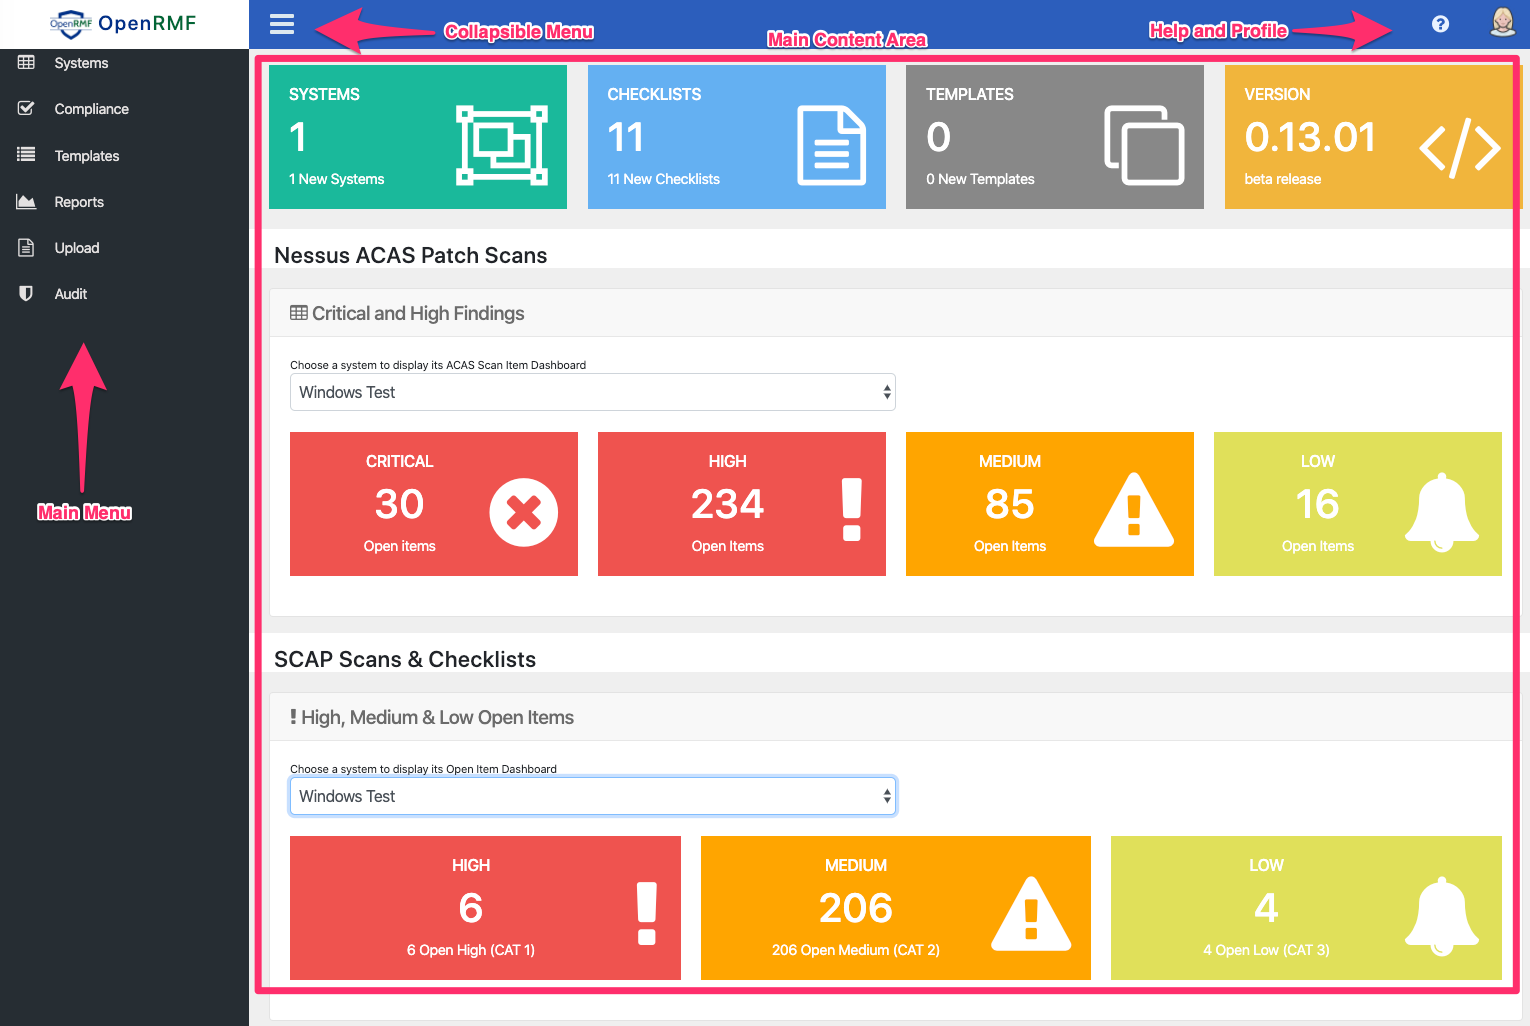 OpenRMF OpenRMF
Collapsible Menu
Main Content Area
Help and Profile
Systems
Compliance
Templates
Reports
Upload
Audit
Main Menu
SYSTEMS
1
1 New Systems
CHECKLISTS
11
11 New Checklists
TEMPLATES
0
0 New Templates
VERSION
0.13.01
beta release
Nessus ACAS Patch Scans
Critical and High Findings
Choose a system to display its ACAS Scan Item Dashboard
Windows Test
CRITICAL
30
Open items
HIGH
234
Open Items
MEDIUM
85
Open Items
LOW
16
Open Items
SCAP Scans & Checklists
High, Medium & Low Open Items
Choose a system to display its Open Item Dashboard
Windows Test
HIGH
6
6 Open High (CAT 1)
MEDIUM
206
206 Open Medium (CAT 2)
LOW
4
4 Open Low (CAT 3)